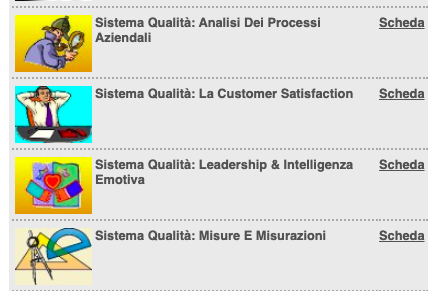 Sistema Qualità: Analisi Dei Processi Scheda
Aziendali
Sistema Qualità: La Customer Satisfaction Scheda
Sistema Qualità: Leadership & Intelligenza Scheda
Emotiva
Sistema Qualità: Misure E Misurazioni Scheda